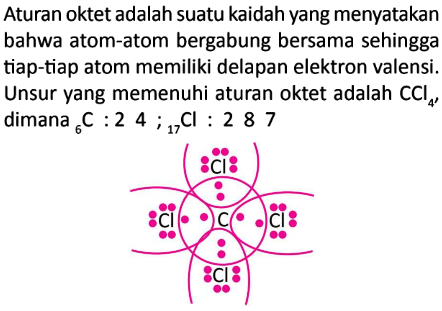 Aturan oktet adalah suatu kaidah yang menyatakan
bahwa atom-atom bergabung bersama sehingga
tiap-tiap atom memiliki delapan elektron valensi.
Unsur yang memenuhi aturan oktet adalah CCl₄,
dimana ₆C : 2 4 ; ₁₇Cl : 2 8 7
Cl
Cl C Cl
Cl